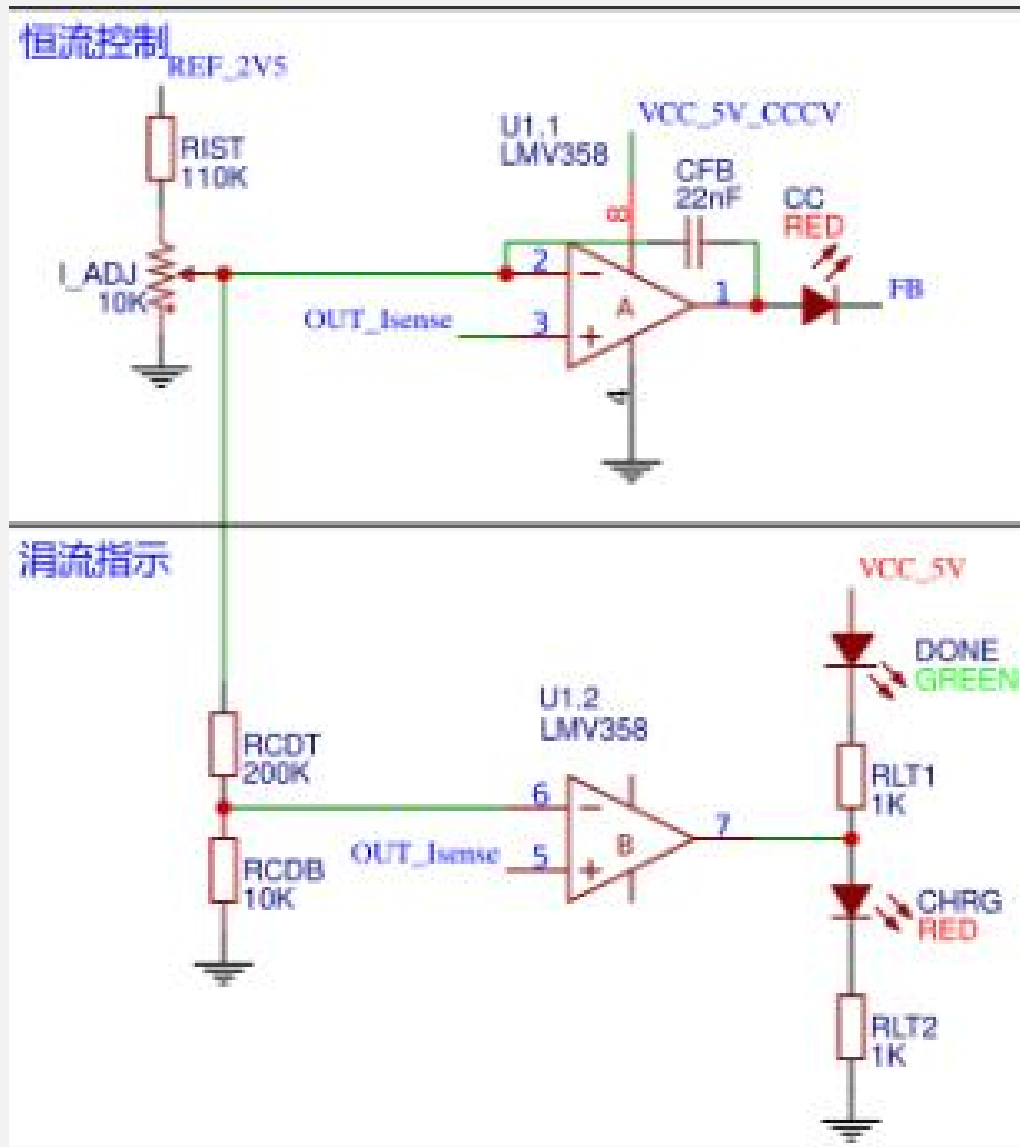 恒流控制
REF_2V5
RIST
110K
I_ADJ
10K
U1.1
LMV358
VCC_5V_CCCV
8
CFB
22nF
CC
RED
2
OUT_Isense
3
A
1
FB
4
涓流指示
VCC_5V
DONE
GREEN
U1.2
LMV358
RCDT
200K
RLT1
1K
6
7
OUT_Isense
5
B
RCDB
10K
CHRG
RED
RLT2
1K